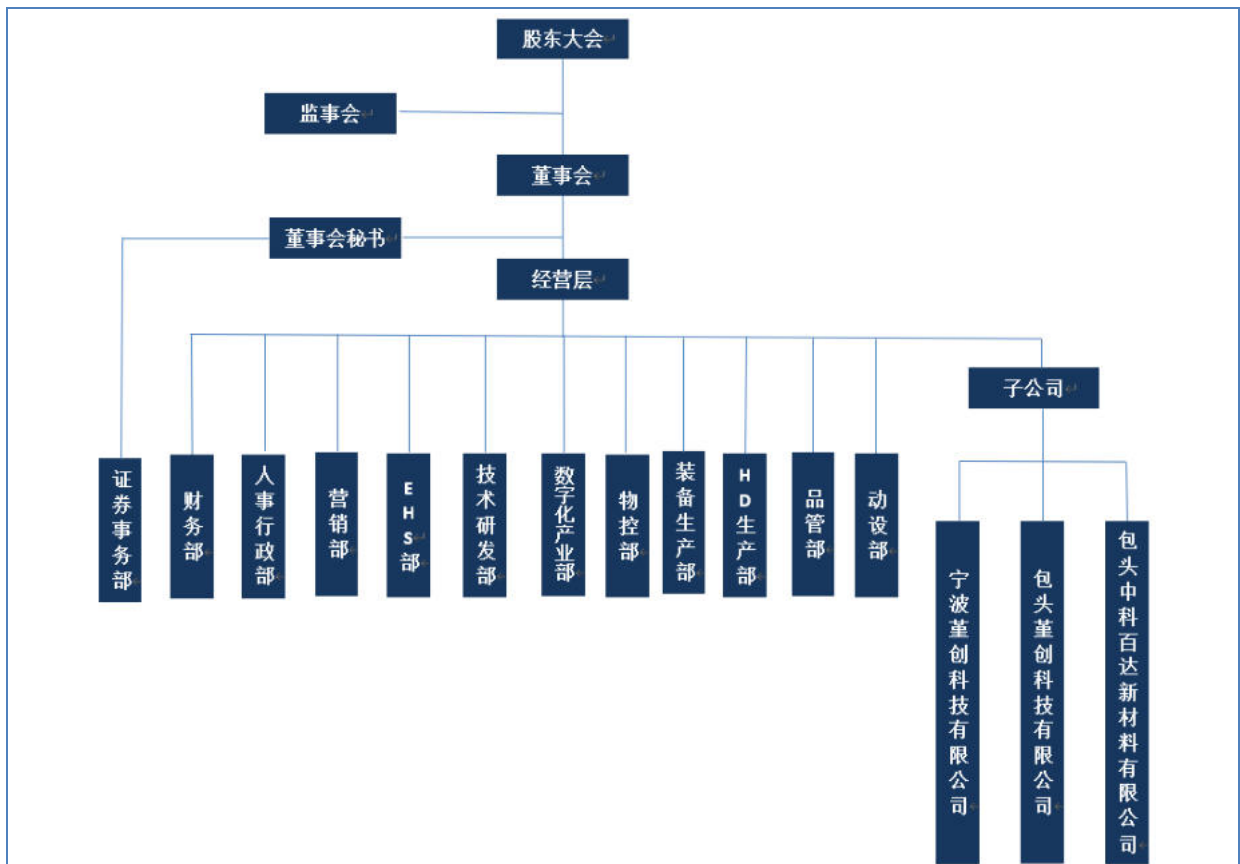 股东大会
监事会
董事会
董事会秘书
经营层
子公司
证券事务部
财务部
人事行政部
营销部
EHS部
技术研发部
数字化产业部
物控部
装备生产部
HD生产部
品管部
动设部
宁波堇创科技有限公司
包头堇创科技有限公司
包头中科百达新材料有限公司